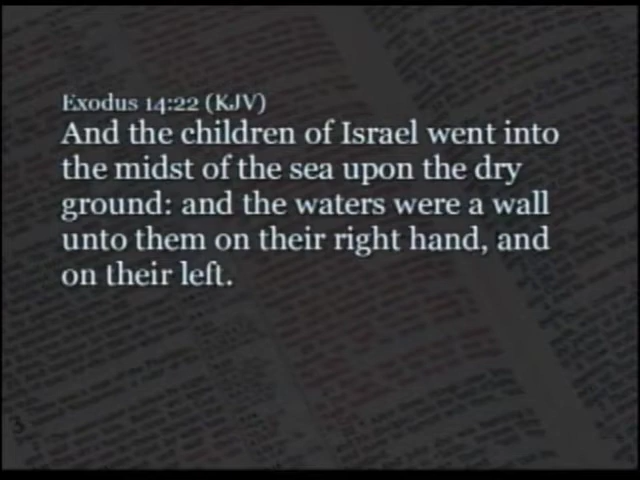 Exodus 14:22 (KJV)
And the children of Israel went into
the midst of the sea upon the dry
ground: and the waters were a wall
unto them on their right hand, and
on their left.